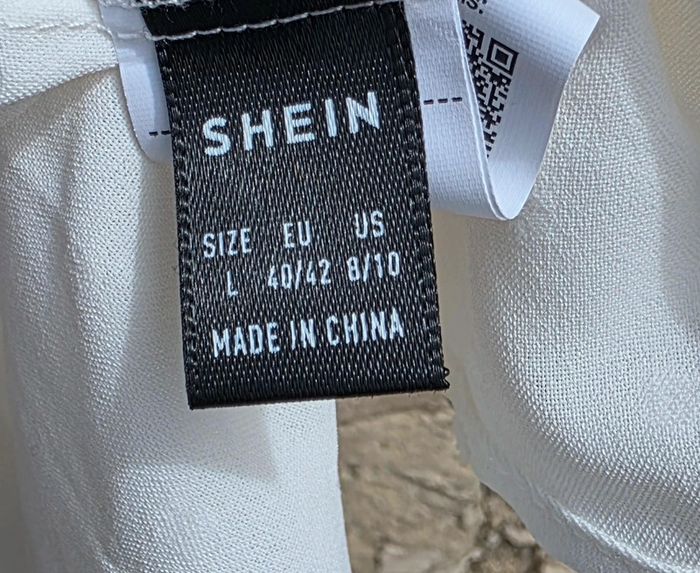 SHEIN
SIZE EU US
L 40/42 8/10
MADE IN CHINA